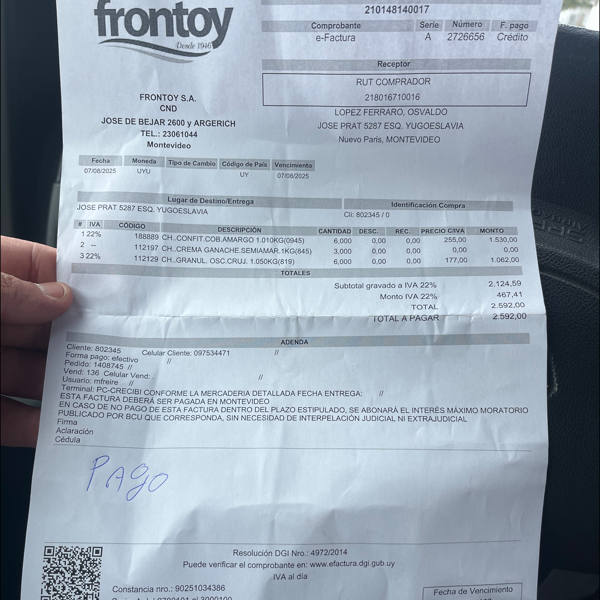 frontoy
Desde 1946
210148140017
Comprobante Serie Número F. pago
e-Factura A 2726656 Crédito
Receptor
RUT COMPRADOR
218016710016
LOPEZ FERRARO, OSVALDO
JOSE PRAT 5287 ESQ. YUGOESLAVIA
Nuevo París, MONTEVIDEO
FRONTOY S.A.
CND
JOSE DE BEJAR 2600 y ARGERICH
TEL.: 23061044
Montevideo
Fecha Moneda Tipo de Cambio Código de País Vencimiento
07/08/2025 UYU UY 07/08/2025
Lugar de Destino/Entrega Identificación Compra
JOSE PRAT 5287 ESQ. YUGOESLAVIA Cli: 802345 / 0
# IVA CÓDIGO DESCRIPCIÓN CANTIDAD DESC. REC. PRECIO C/IVA MONTO
1 22% 188889 CH..CONFIT.COB.AMARGO 1.010KG(0945) 6,000 0,00 0,00 255,00 1.530,00
2 -- 112197 CH..CREMA GANACHE.SEMIAMAR.1KG(845) 3,000 0,00 0,00 0,00 0,00
3 22% 112129 CH..GRANUL. OSC.CRUJ. 1.050KG(819) 6,000 0,00 0,00 177,00 1.062,00
TOTALES
Subtotal gravado a IVA 22% 2.124,59
Monto IVA 22%: 467,41
TOTAL 2.592,00
TOTAL A PAGAR 2.592,00
ADENDA
Cliente: 802345 Celular Cliente: 097534471 //
Forma pago: efectivo //
Pedido: 1408745 //
Vend: 136 Celular Vend: //
Usuario: mfreire //
Terminal: PC-CRECIBI CONFORME LA MERCADERIA DETALLADA FECHA ENTREGA: //
ESTA FACTURA DEBERÁ SER PAGADA EN MONTEVIDEO
EN CASO DE NO PAGO DE ESTA FACTURA DENTRO DEL PLAZO ESTIPULADO, SE ABONARÁ EL INTERÉS MÁXIMO MORATORIO
PUBLICADO POR BCU QUE CORRESPONDA, SIN NECESIDAD DE INTERPELACIÓN JUDICIAL NI EXTRAJUDICIAL
Firma
Aclaración
Cédula
PAgO
Resolución DGI Nro.: 4972/2014
Puede verificar el comprobante en: www.efactura.dgi.gub.uy
IVA al día
Constancia nro.: 90251034386
Fecha de Vencimiento